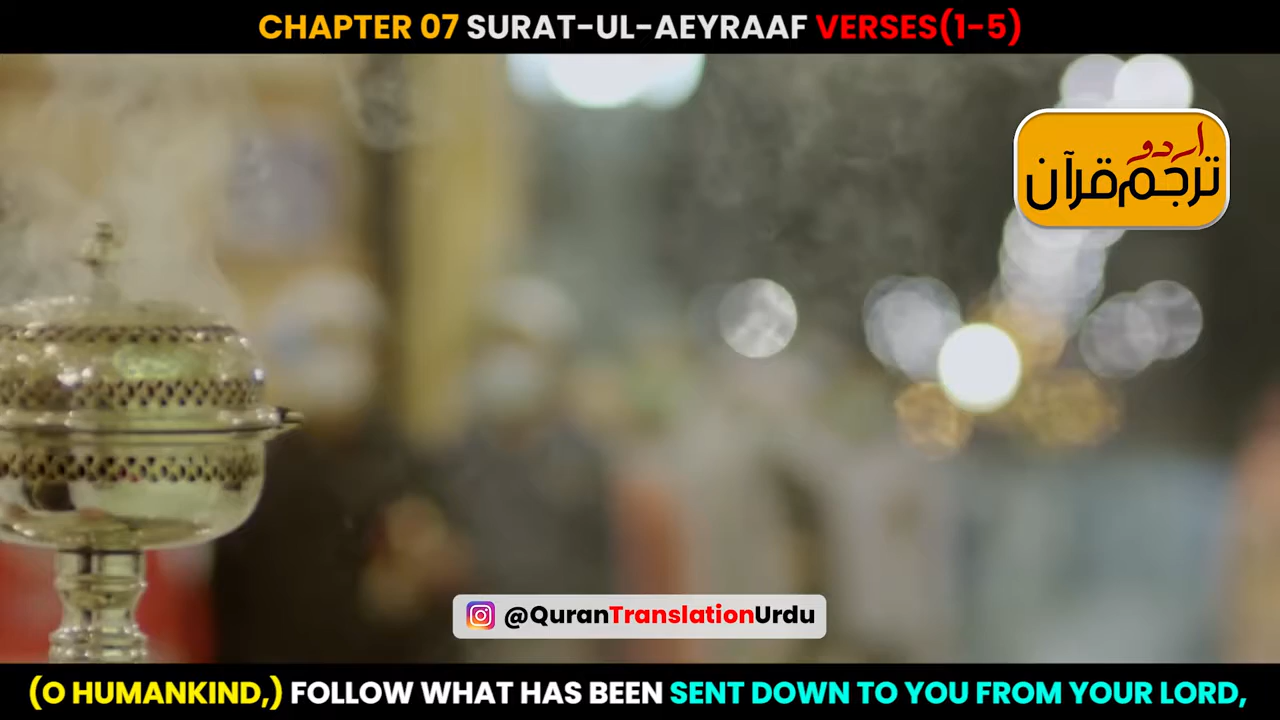 CHAPTER 07 SURAT-UL-AEYRAAF VERSES(1-5)
اردو
ترجم قرآن
@QuranTranslationUrdu
(O HUMANKIND,) FOLLOW WHAT HAS BEEN SENT DOWN TO YOU FROM YOUR LORD,